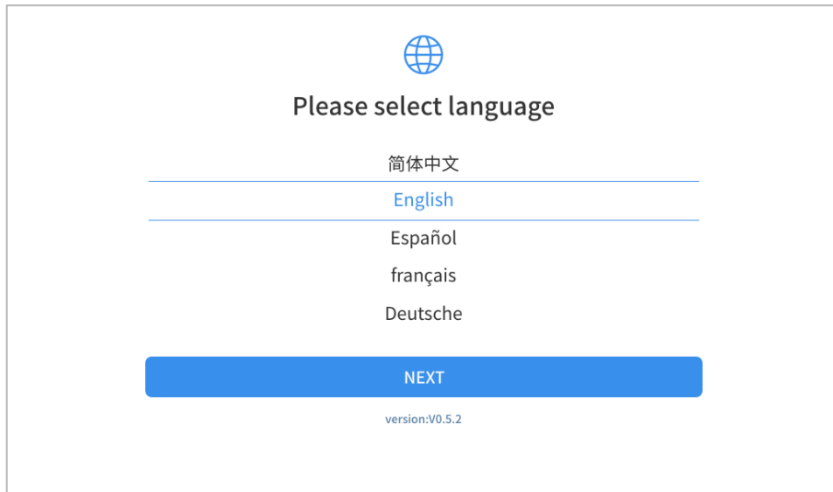 Please select language
简体中文
English
Español
français
Deutsche
NEXT
version:V0.5.2